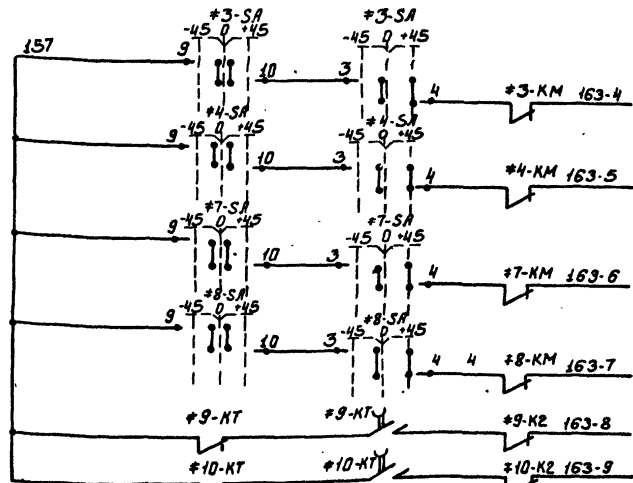 *3-SA *3-SA
-45 0 +45 -45 0 +45
157 9 10 3 4 *3-KM 163-4
*4-SA *4-SA
-45 0 +45 -45 0 +45
9 10 3 4 *4-KM 163-5
*7-SA *7-SA
-45 0 +45 -45 0 +45
9 10 3 4 *7-KM 163-6
*8-SA *8-SA
-45 0 +45 -45 0 +45
9 10 3 4 4 *8-KM 163-7
*9-KT *9-KT *9-K2 163-8
*10-KT *10-KT *10-K2 163-9